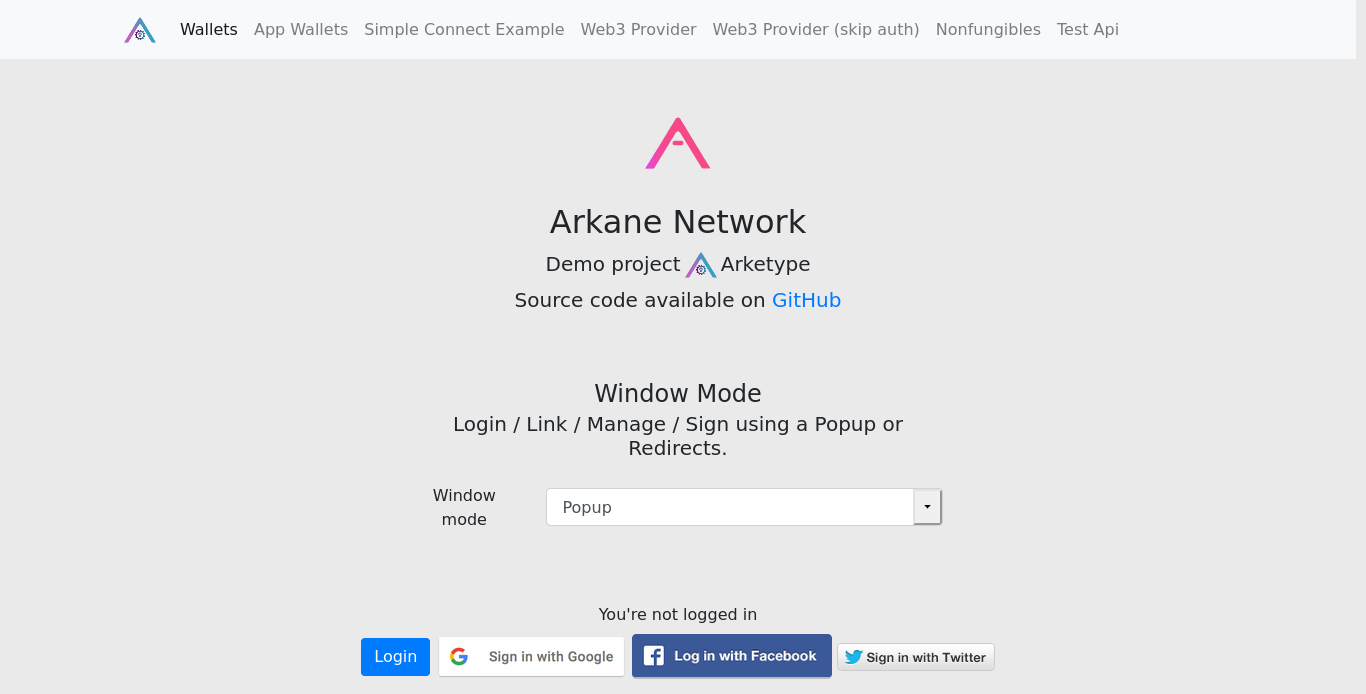 Wallets App Wallets Simple Connect Example Web3 Provider Web3 Provider (skip auth) Nonfungibles Test Api
Arkane Network
Demo project Arketype
Source code available on GitHub
Window Mode
Login / Link / Manage / Sign using a Popup or
Redirects.
Window
mode
Popup
You're not logged in
Login Sign in with Google Log in with Facebook Sign in with Twitter